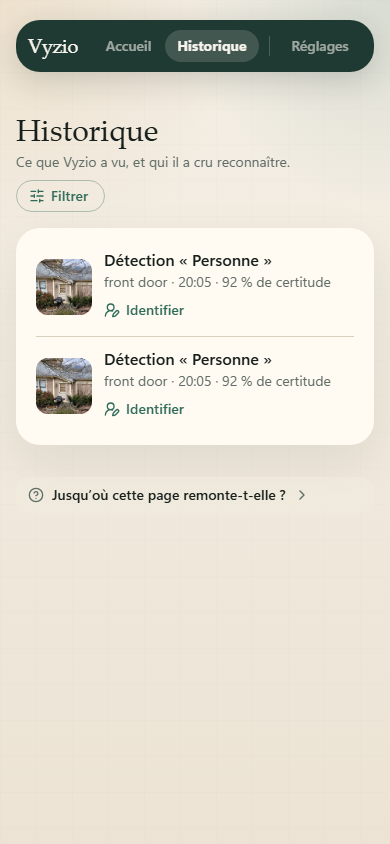 Vyzio
Accueil
Historique
Réglages
Historique
Ce que Vyzio a vu, et qui il a cru reconnaître.
Filtrer
Détection « Personne »
front door · 20:05 · 92 % de certitude
Identifier
Détection « Personne »
front door · 20:05 · 92 % de certitude
Identifier
Jusqu’où cette page remonte-t-elle ?